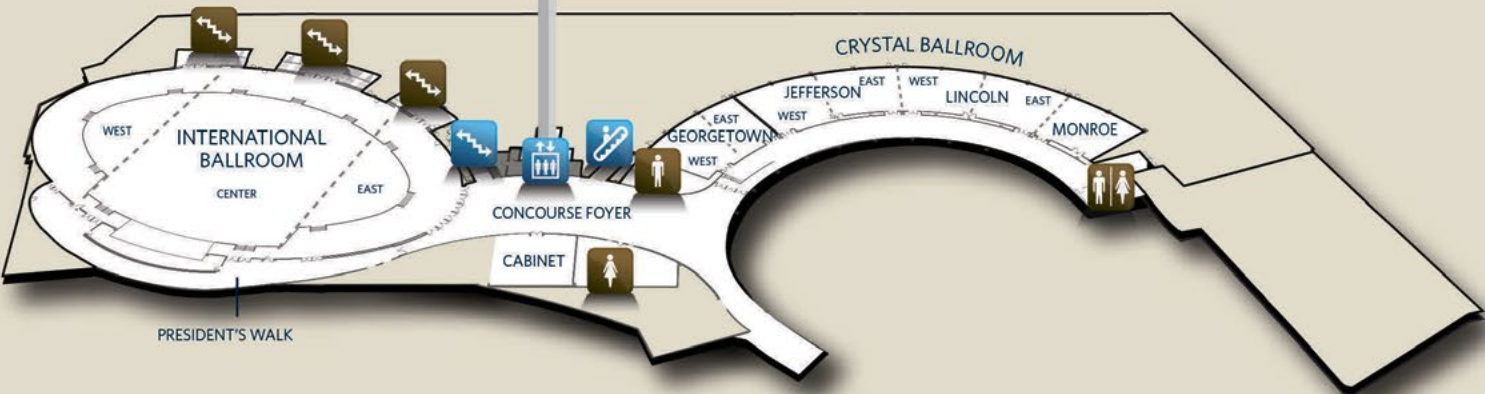 CRYSTAL BALLROOM
WEST
INTERNATIONAL
BALLROOM
CENTER
EAST
CONCOURSE FOYER
CABINET
PRESIDENT'S WALK
GEORGETOWN
EAST
WEST
JEFFERSON
EAST
WEST
LINCOLN
WEST
EAST
MONROE